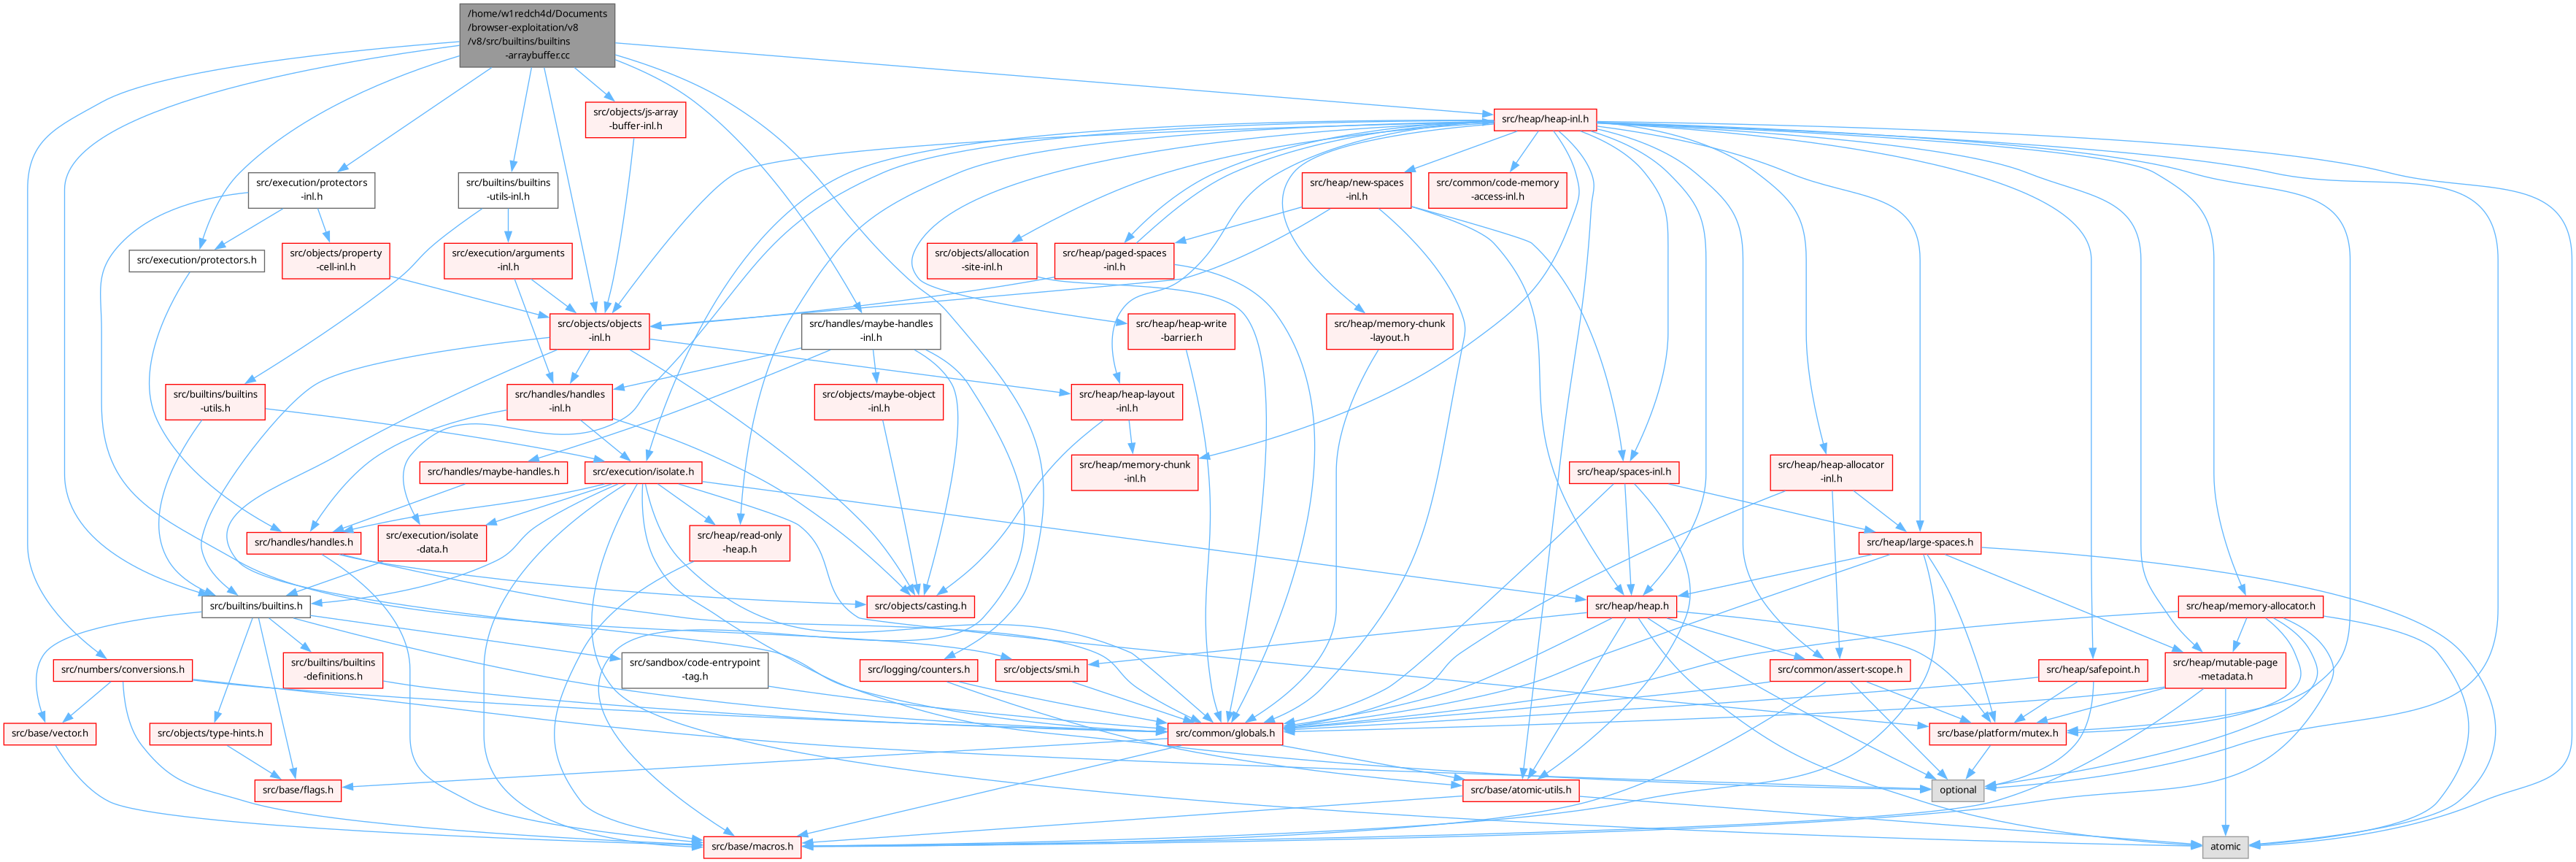 /home/w1redch4d/Documents
/browser-exploitation/v8
/v8/src/builtins/builtins
-arraybuffer.cc
src/objects/js-array
-buffer-inl.h
src/heap/heap-inl.h
src/execution/protectors
-inl.h
src/builtins/builtins
-utils-inl.h
src/heap/new-spaces
-inl.h
src/common/code-memory
-access-inl.h
src/execution/protectors.h
src/objects/property
-cell-inl.h
src/execution/arguments
-inl.h
src/objects/allocation
-site-inl.h
src/heap/paged-spaces
-inl.h
src/objects/objects
-inl.h
src/handles/maybe-handles
-inl.h
src/heap/heap-write
-barrier.h
src/heap/memory-chunk
-layout.h
src/builtins/builtins
-utils.h
src/handles/handles
-inl.h
src/objects/maybe-object
-inl.h
src/heap/heap-layout
-inl.h
src/handles/maybe-handles.h
src/execution/isolate.h
src/heap/memory-chunk
-inl.h
src/heap/spaces-inl.h
src/heap/heap-allocator
-inl.h
src/handles/handles.h
src/execution/isolate
-data.h
src/heap/read-only
-heap.h
src/heap/large-spaces.h
src/builtins/builtins.h
src/objects/casting.h
src/heap/heap.h
src/heap/memory-allocator.h
src/numbers/conversions.h
src/builtins/builtins
-definitions.h
src/sandbox/code-entrypoint
-tag.h
src/logging/counters.h
src/objects/smi.h
src/common/assert-scope.h
src/heap/safepoint.h
src/heap/mutable-page
-metadata.h
src/base/vector.h
src/objects/type-hints.h
src/common/globals.h
src/base/platform/mutex.h
src/base/flags.h
src/base/atomic-utils.h
optional
src/base/macros.h
atomic